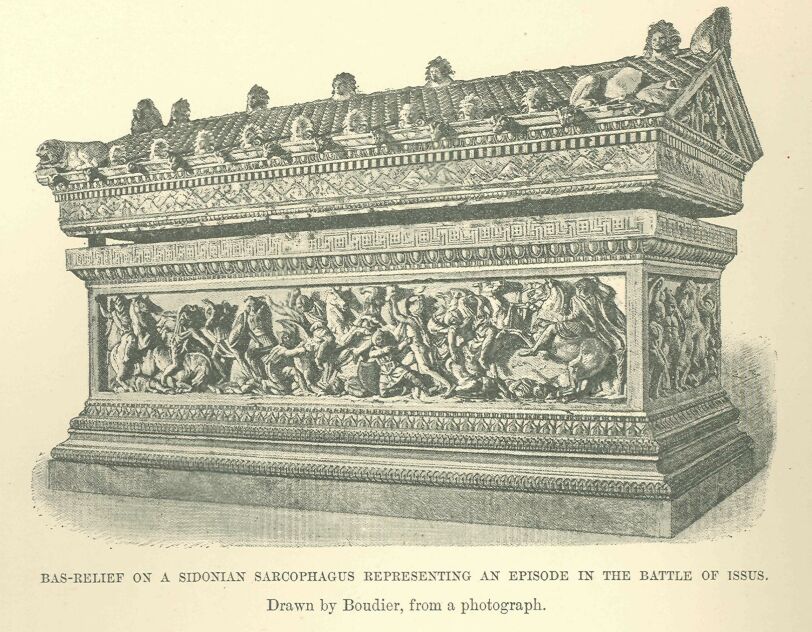 BAS-RELIEF ON A SIDONIAN SARCOPHAGUS REPRESENTING AN EPISODE IN THE BATTLE OF ISSUS.
Drawn by Boudier, from a photograph.